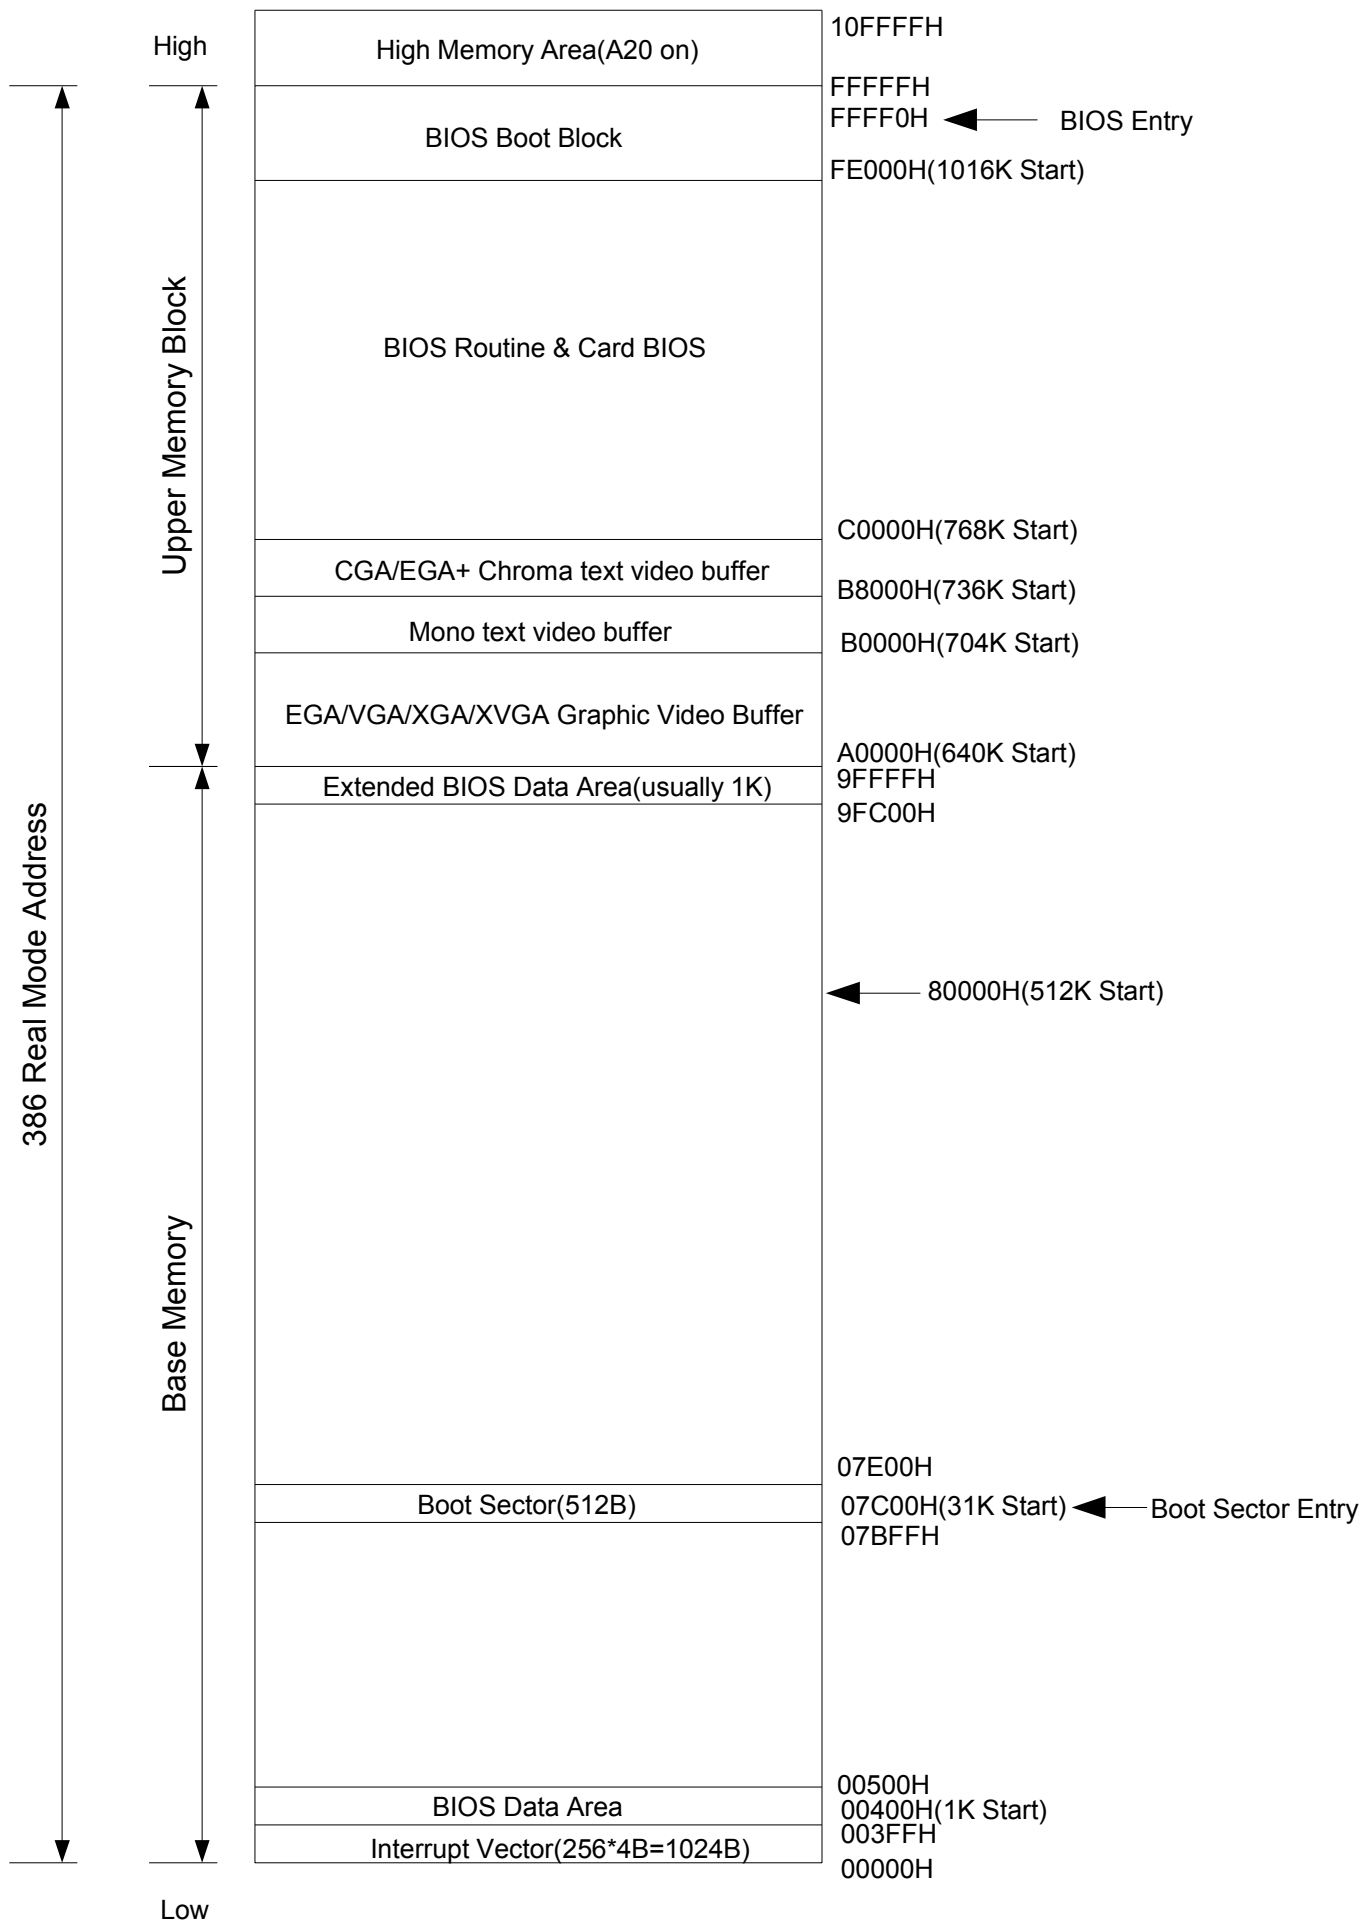 10FFFFH
High
High Memory Area(A20 on)
FFFFFH
FFFF0H
BIOS Entry
BIOS Boot Block
FE000H(1016K Start)
Upper Memory Block
BIOS Routine & Card BIOS
C0000H(768K Start)
CGA/EGA+ Chroma text video buffer
B8000H(736K Start)
Mono text video buffer
B0000H(704K Start)
EGA/VGA/XGA/XVGA Graphic Video Buffer
A0000H(640K Start)
9FFFFH
Extended BIOS Data Area(usually 1K)
9FC00H
386 Real Mode Address
80000H(512K Start)
Base Memory
07E00H
Boot Sector(512B)
07C00H(31K Start)
Boot Sector Entry
07BFFH
00500H
BIOS Data Area
00400H(1K Start)
003FFH
Interrupt Vector(256*4B=1024B)
00000H
Low